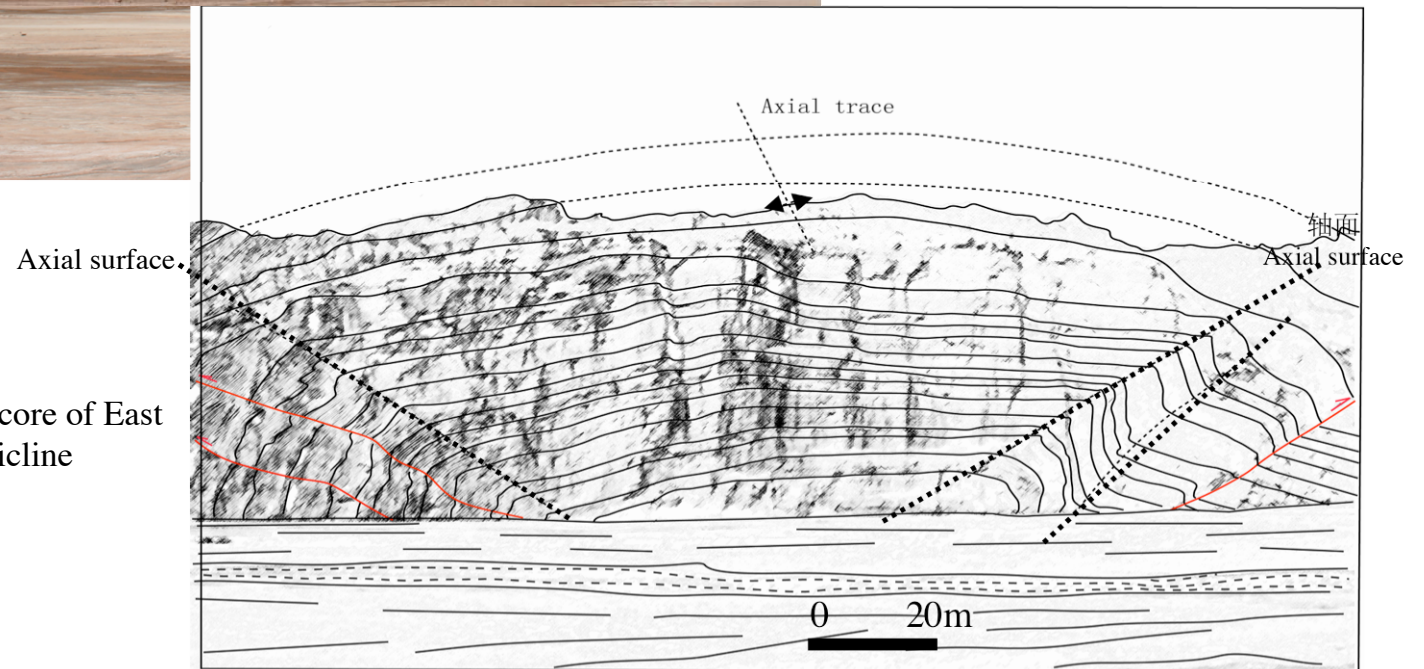 Axial trace
轴面
Axial surface
Axial surface
core of East
icline
0 20m